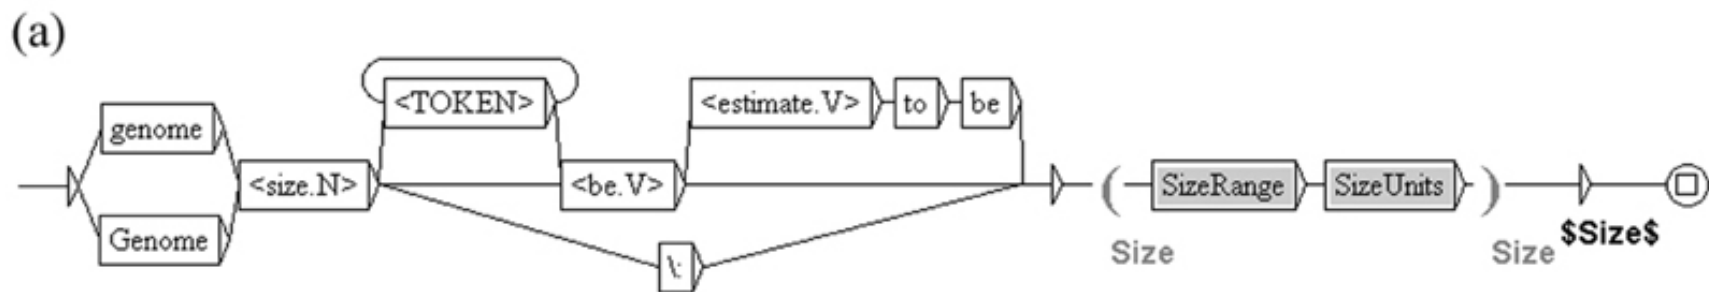 (a)
<TOKEN>
<estimate.V> to be
genome
<size.N> <be.V>
SizeRange SizeUnits
( )
Genome
\:
Size Size $Size$